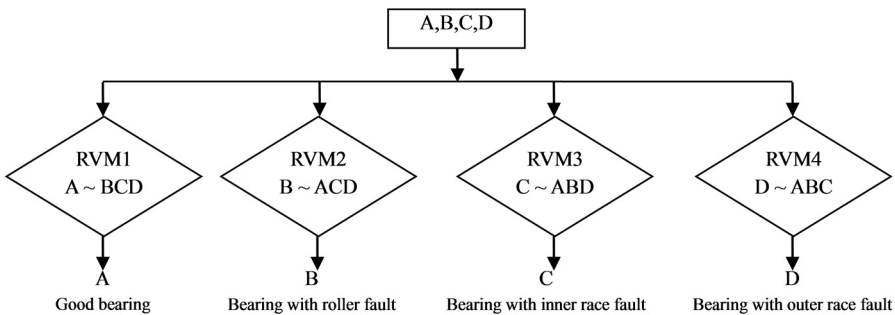 A,B,C,D
RVM1
A ~ BCD
RVM2
B ~ ACD
RVM3
C ~ ABD
RVM4
D ~ ABC
A
B
C
D
Good bearing
Bearing with roller fault
Bearing with inner race fault
Bearing with outer race fault